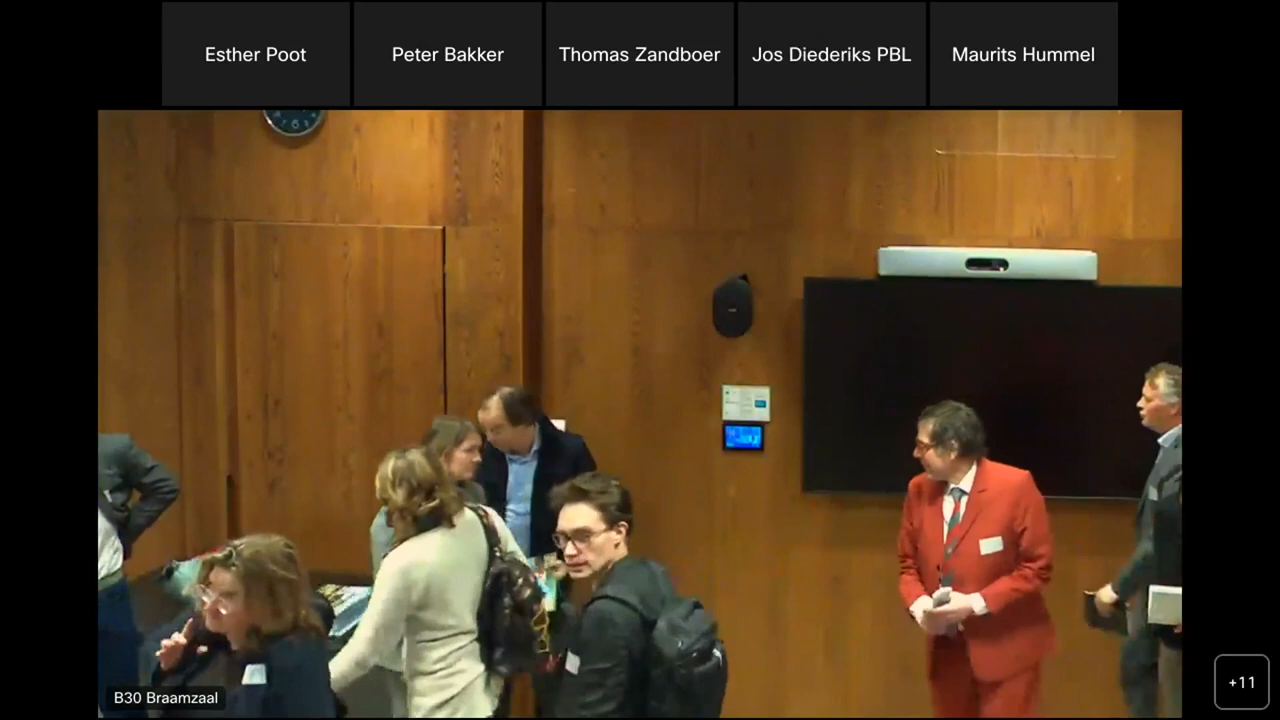 Esther Poot
Peter Bakker
Thomas Zandboer
Jos Diederiks PBL
Maurits Hummel
B30 Braamzaal
+11